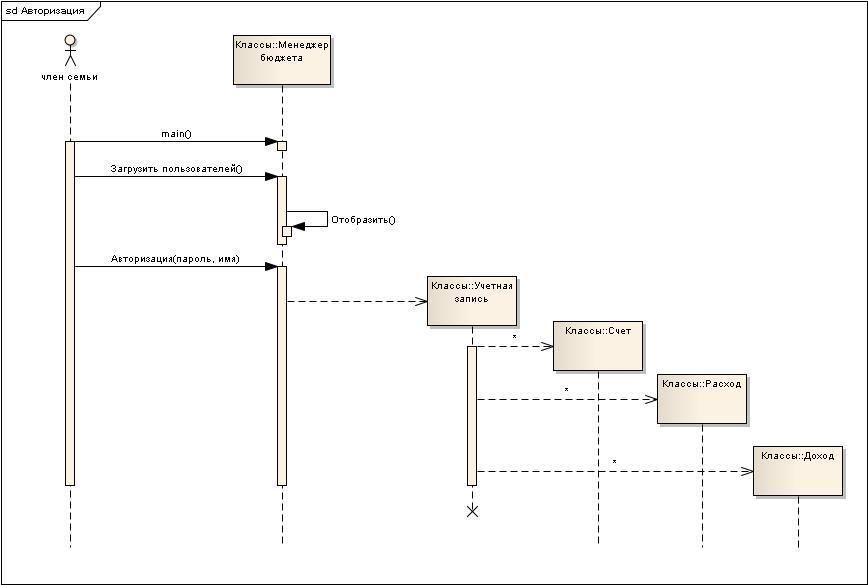 sd Авторизация
член семьи
Классы::Менеджер
бюджета
main()
Загрузить пользователей()
Отобразить()
Авторизация(пароль, имя)
Классы::Учетная
запись
*
Классы::Счет
*
Классы::Расход
*
Классы::Доход